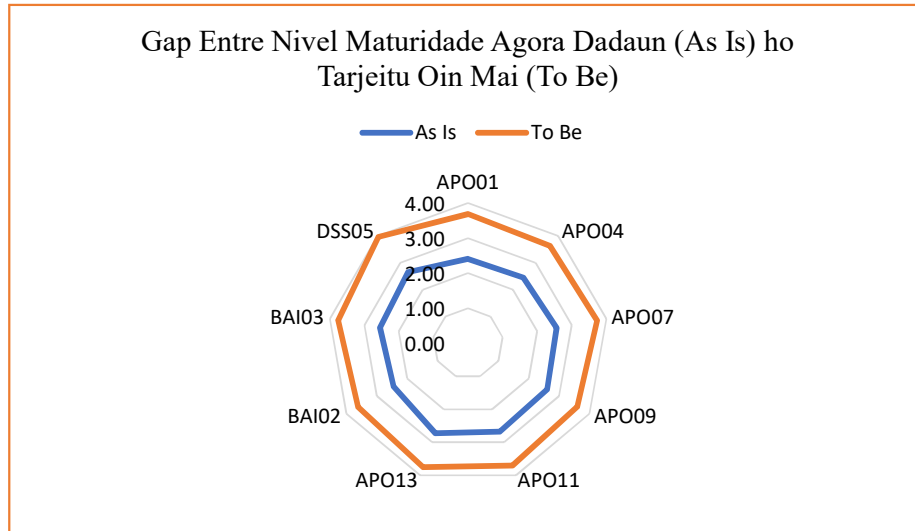 Gap Entre Nivel Maturidade Agora Dadaun (As Is) ho
Tarjeitu Oin Mai (To Be)
As Is To Be
APO01
4.00
APO04
DSS05
3.00
2.00
BAI03
APO07
1.00
0.00
BAI02
APO09
APO13
APO11